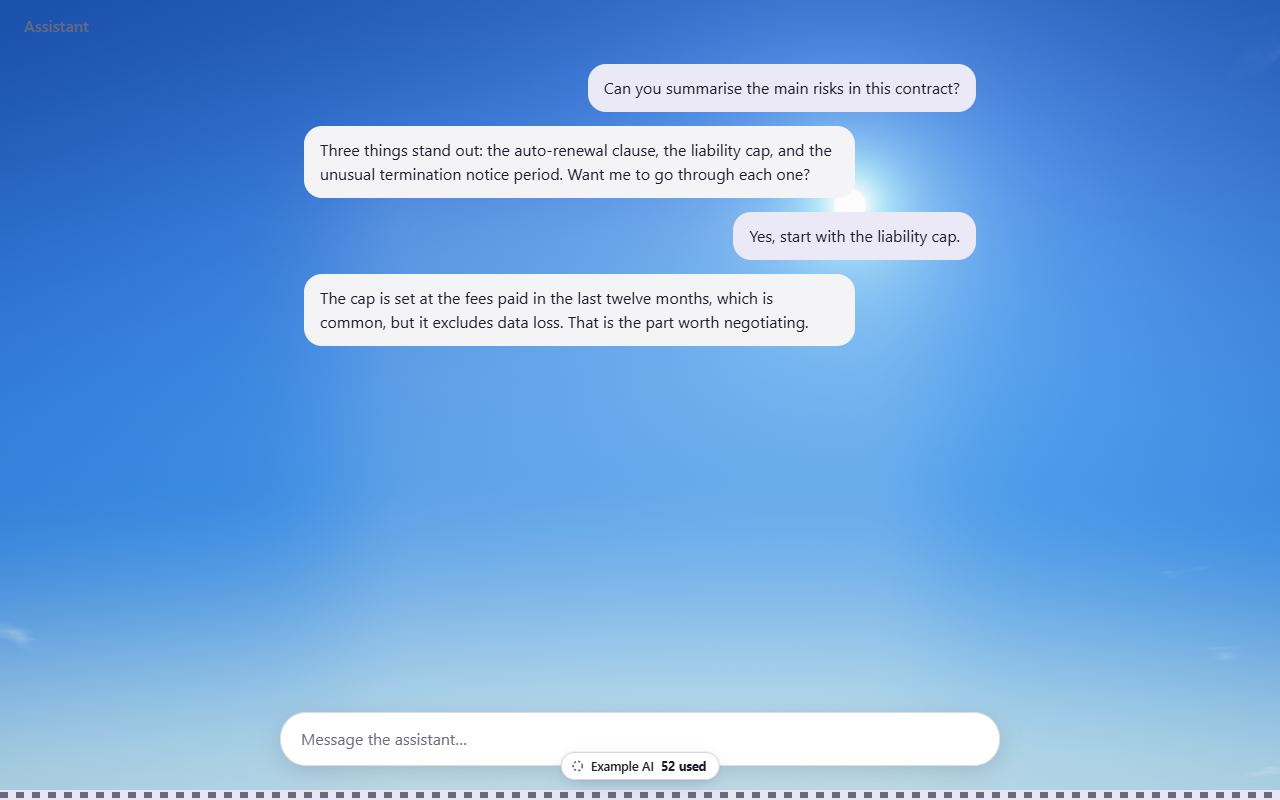 Assistant
Can you summarise the main risks in this contract?
Three things stand out: the auto-renewal clause, the liability cap, and the
unusual termination notice period. Want me to go through each one?
Yes, start with the liability cap.
The cap is set at the fees paid in the last twelve months, which is
common, but it excludes data loss. That is the part worth negotiating.
Message the assistant...
Example AI 52 used